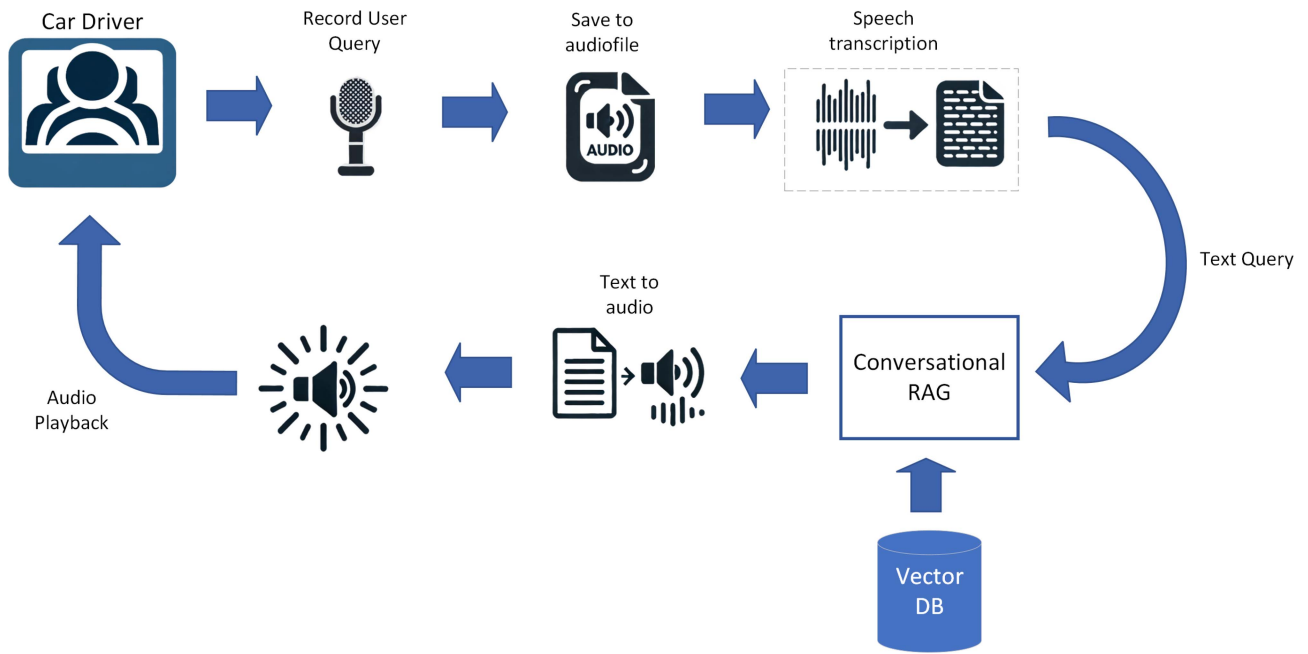 Car Driver
Record User
Query
Save to
audiofile
Speech
transcription
AUDIO
Text Query
Text to
audio
Conversational
RAG
Audio
Playback
Vector
DB